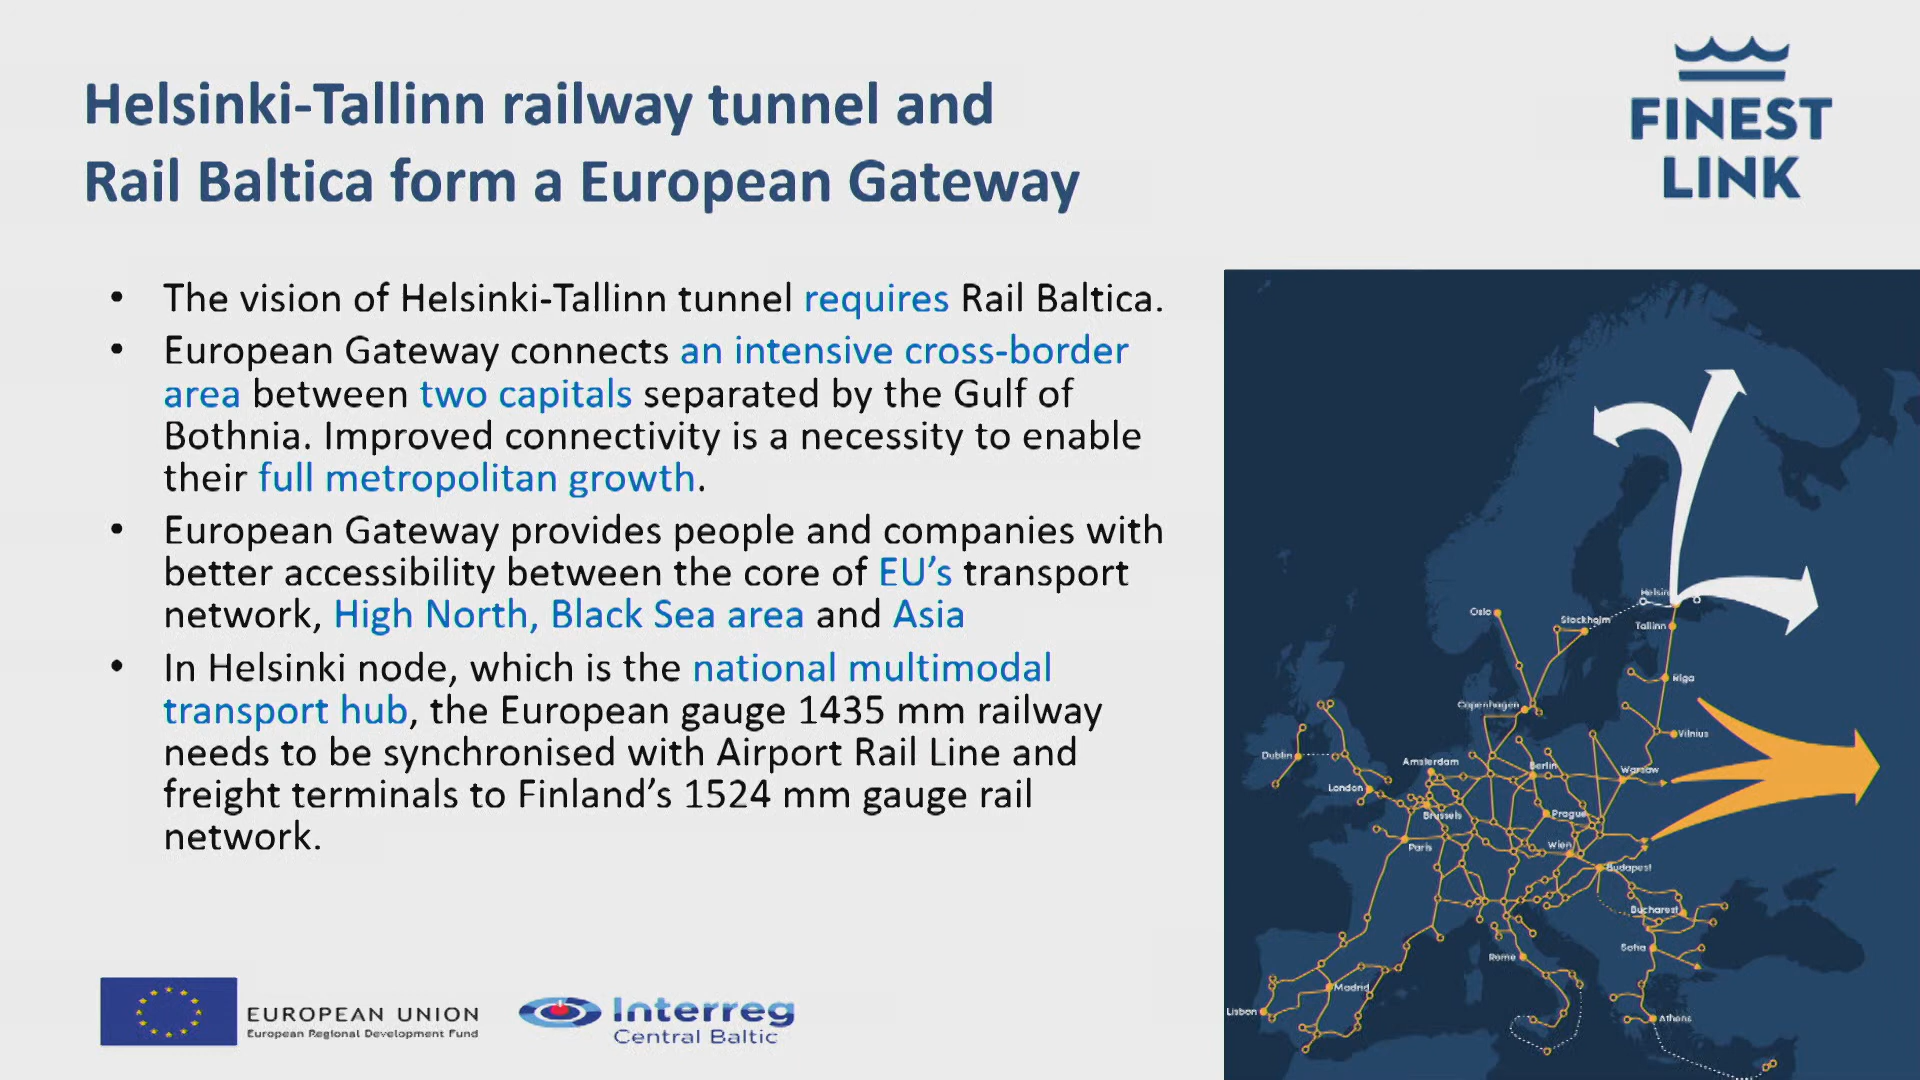 Helsinki-Tallinn railway tunnel and
Rail Baltica form a European Gateway
FINEST
LINK
• The vision of Helsinki-Tallinn tunnel requires Rail Baltica.
• European Gateway connects an intensive cross-border
area between two capitals separated by the Gulf of
Bothnia. Improved connectivity is a necessity to enable
their full metropolitan growth.
• European Gateway provides people and companies with
better accessibility between the core of EU’s transport
network, High North, Black Sea area and Asia
• In Helsinki node, which is the national multimodal
transport hub, the European gauge 1435 mm railway
needs to be synchronised with Airport Rail Line and
freight terminals to Finland’s 1524 mm gauge rail
network.
Oslo
Stockholm
Tallinn
Riga
Copenhagen
Vilnius
Dublin
Amsterdam
Berlin
Warsaw
London
Brussels
Prague
Paris
Wien
Budapest
Bucharest
Sofia
Rome
Madrid
Lisbon
Athens
EUROPEAN UNION
European Regional Development Fund
Interreg
Central Baltic